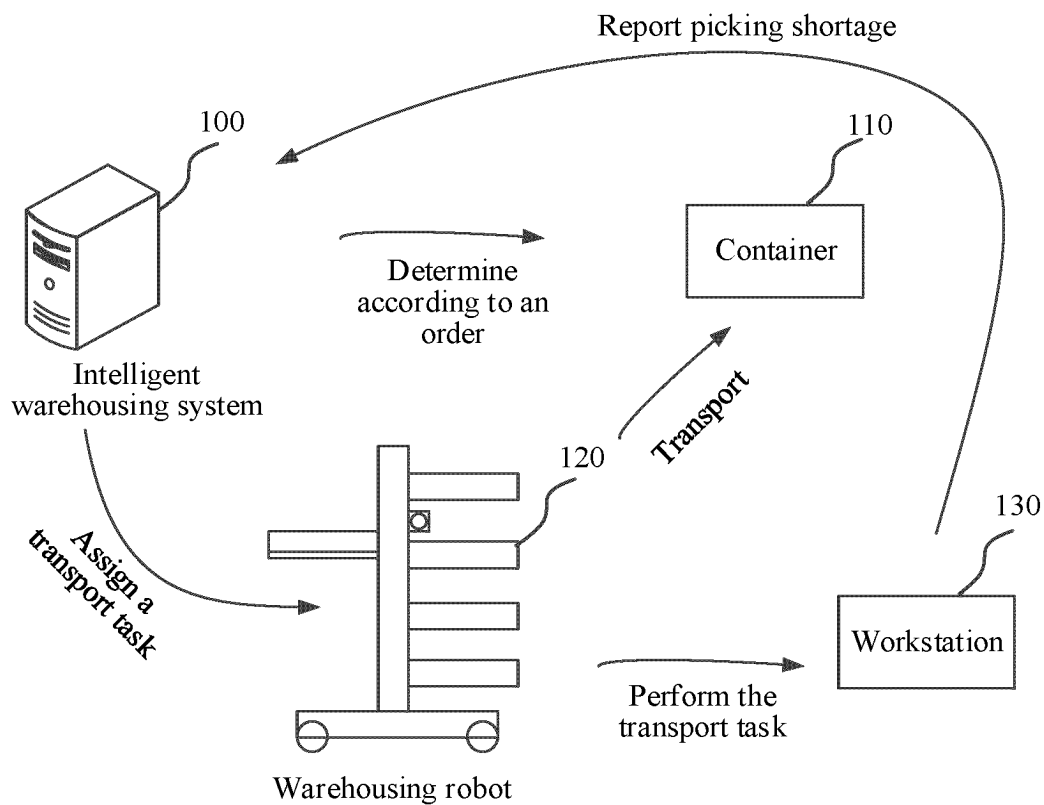 Report picking shortage
100
110
Container
Determine
according to an
order
Intelligent
warehousing system
Transport
120
130
Assign a
transport task
Workstation
Perform the
transport task
Warehousing robot